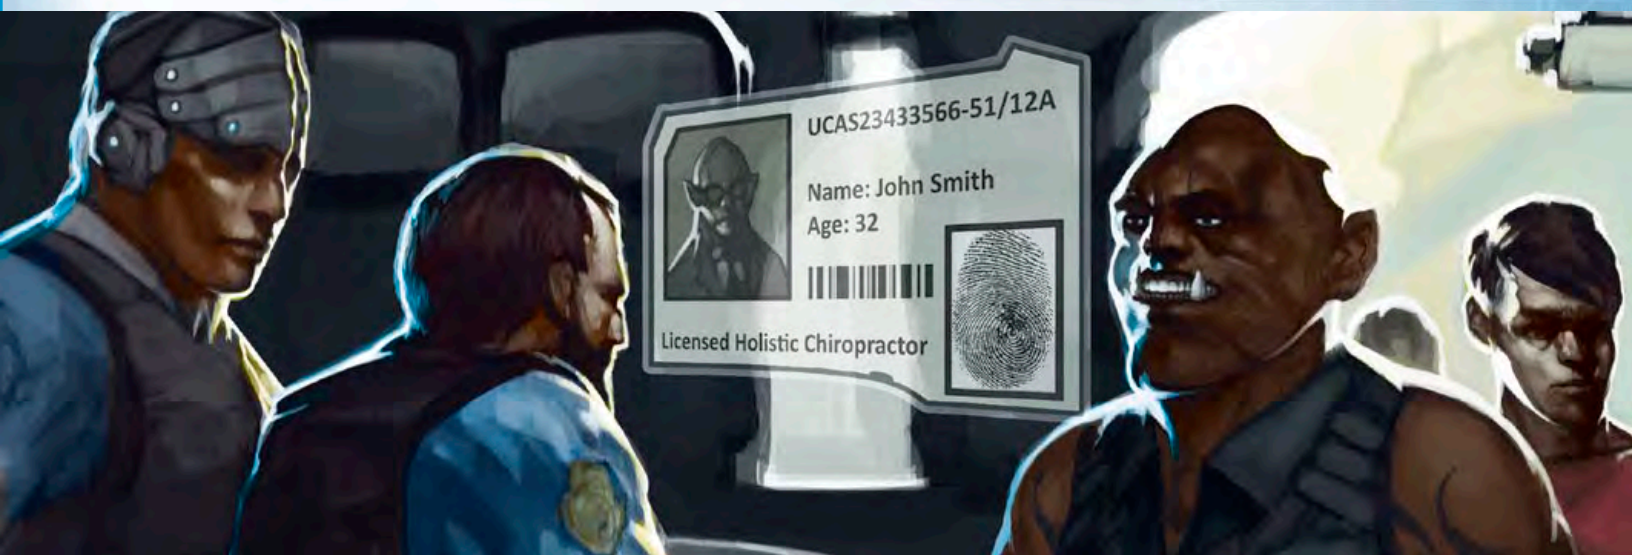 UCAS23433566-51/12A
Name: John Smith
Age: 32
Licensed Holistic Chiropractor